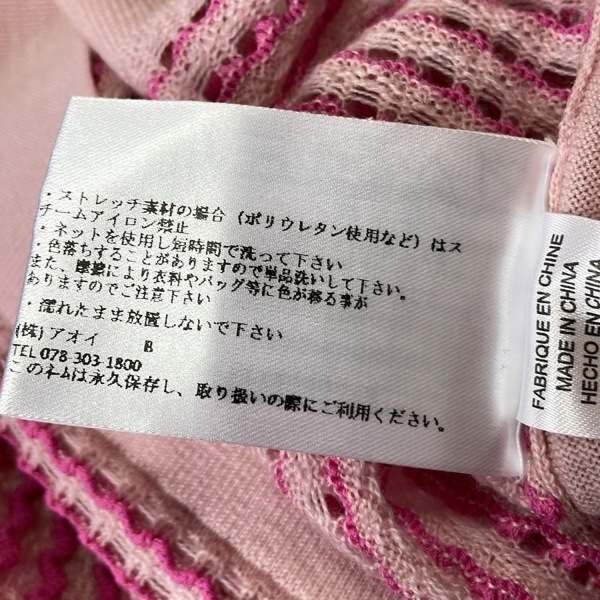 ・ストレッチ素材の場合（ポリウレタン使用など）はス
チームアイロン禁止
・ネットを使用し短時間で洗って下さい
・色落ちすることがありますので単品洗いして下さい。
また、摩擦により衣料やバッグ等に色が移る事が
ありますのでご注意下さい
・濡れたまま放置しないで下さい
(株)アオイ B
TEL 078-303-1800
このネムは永久保存し、取り扱いの際にご利用ください。
FABRIQUE EN CHINE
MADE IN CHINA
HECHO EN CHINA